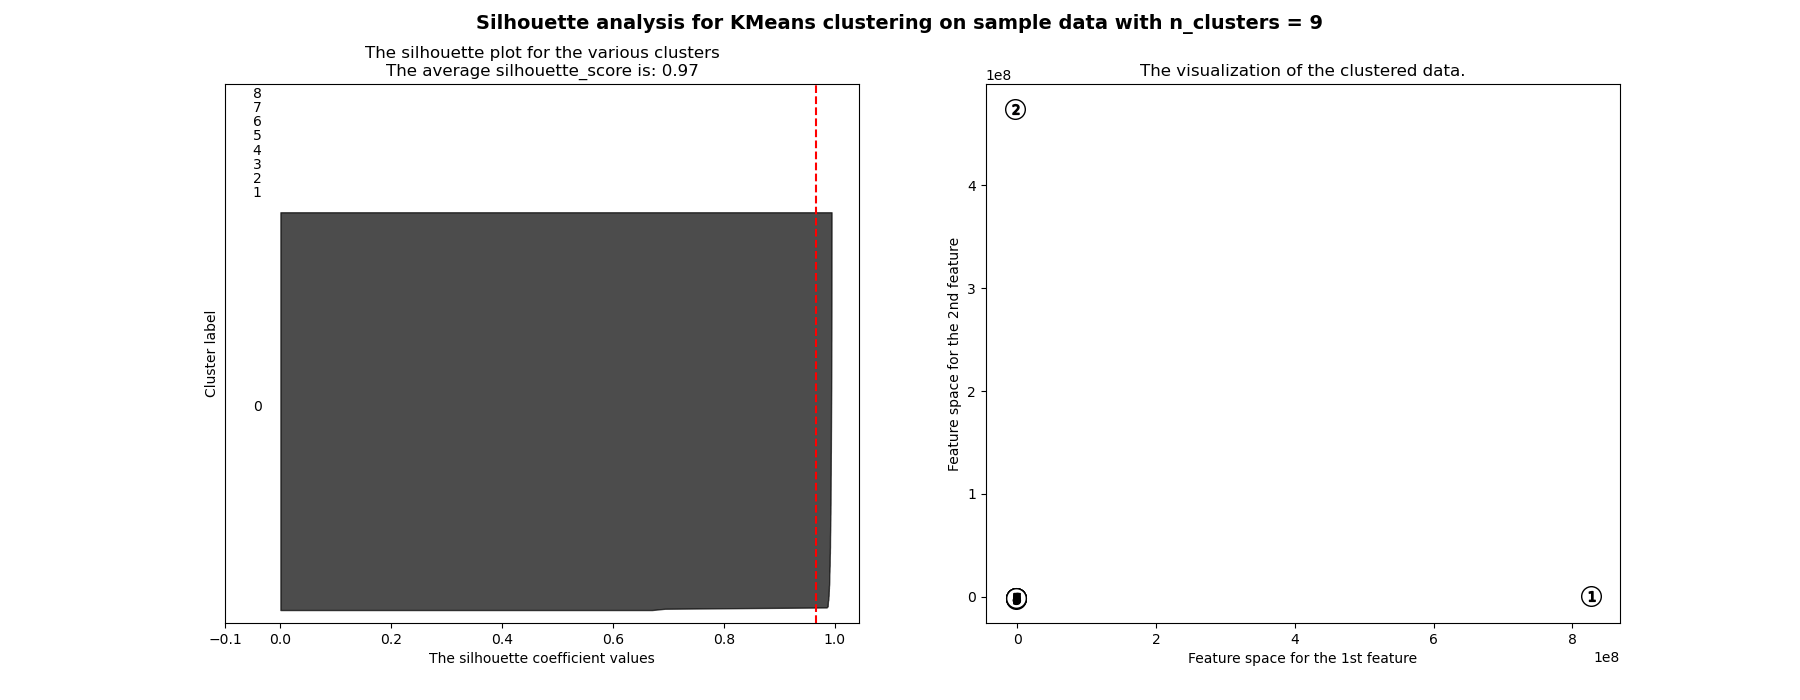 Silhouette analysis for KMeans clustering on sample data with n_clusters = 9
The silhouette plot for the various clusters
The average silhouette_score is: 0.97
8
7
6
5
4
3
2
1
0
Cluster label
−0.1 0.0 0.2 0.4 0.6 0.8 1.0
The silhouette coefficient values
The visualization of the clustered data.
1e8
2
4
3
2
1
0
Feature space for the 2nd feature
1
0 2 4 6 8
1e8
Feature space for the 1st feature